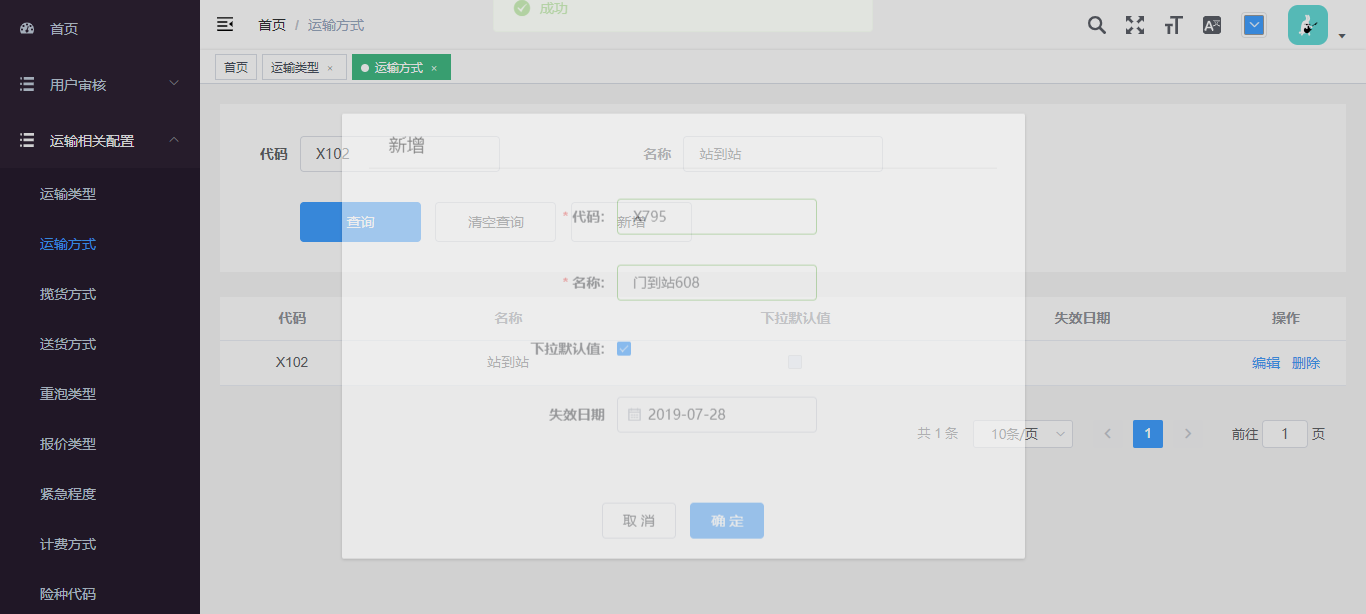 首页
用户审核
运输相关配置
运输类型
运输方式
揽货方式
送货方式
重泡类型
报价类型
紧急程度
计费方式
险种代码
成功
首页 / 运输方式
首页 运输类型 × 运输方式 ×
新增
代码 X102 名称 站到站
查询 清空查询 新增
* 代码: X795
* 名称: 门到站608
下拉默认值:
失效日期 2019-07-28
取 消 确 定
代码 名称 下拉默认值 失效日期 操作
X102 站到站 编辑 删除
共 1 条 10条/页 1 前往 1 页